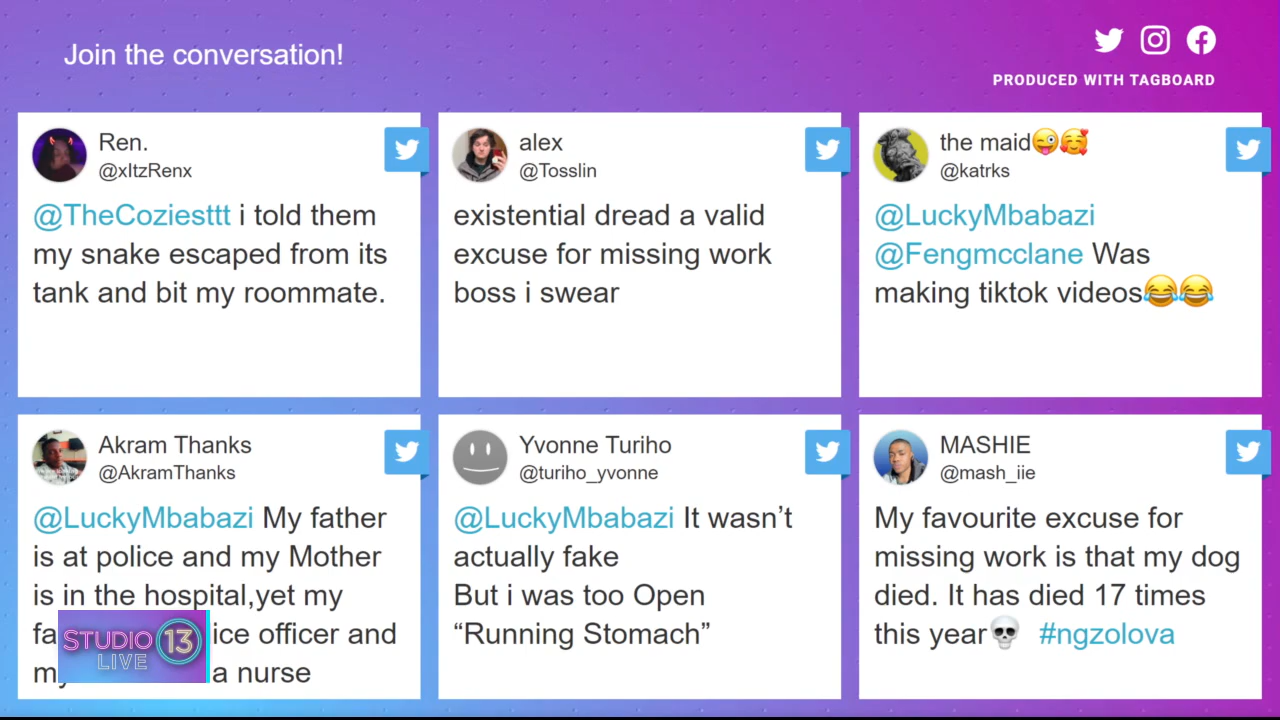 Join the conversation!
PRODUCED WITH TAGBOARD
Ren.
@xItzRenx
@TheCoziesttt i told them
my snake escaped from its
tank and bit my roommate.
alex
@Tosslin
existential dread a valid
excuse for missing work
boss i swear
the maid😜🥰
@katrks
@LuckyMbabazi
@Fengmcclane Was
making tiktok videos😂😂
Akram Thanks
@AkramThanks
@LuckyMbabazi My father
is at police and my Mother
is in the hospital,yet my
officer and
a nurse
STUDIO 13
LIVE
Yvonne Turiho
@turiho_yvonne
@LuckyMbabazi It wasn’t
actually fake
But i was too Open
“Running Stomach”
MASHIE
@mash_iie
My favourite excuse for
missing work is that my dog
died. It has died 17 times
this year💀 #ngzolova